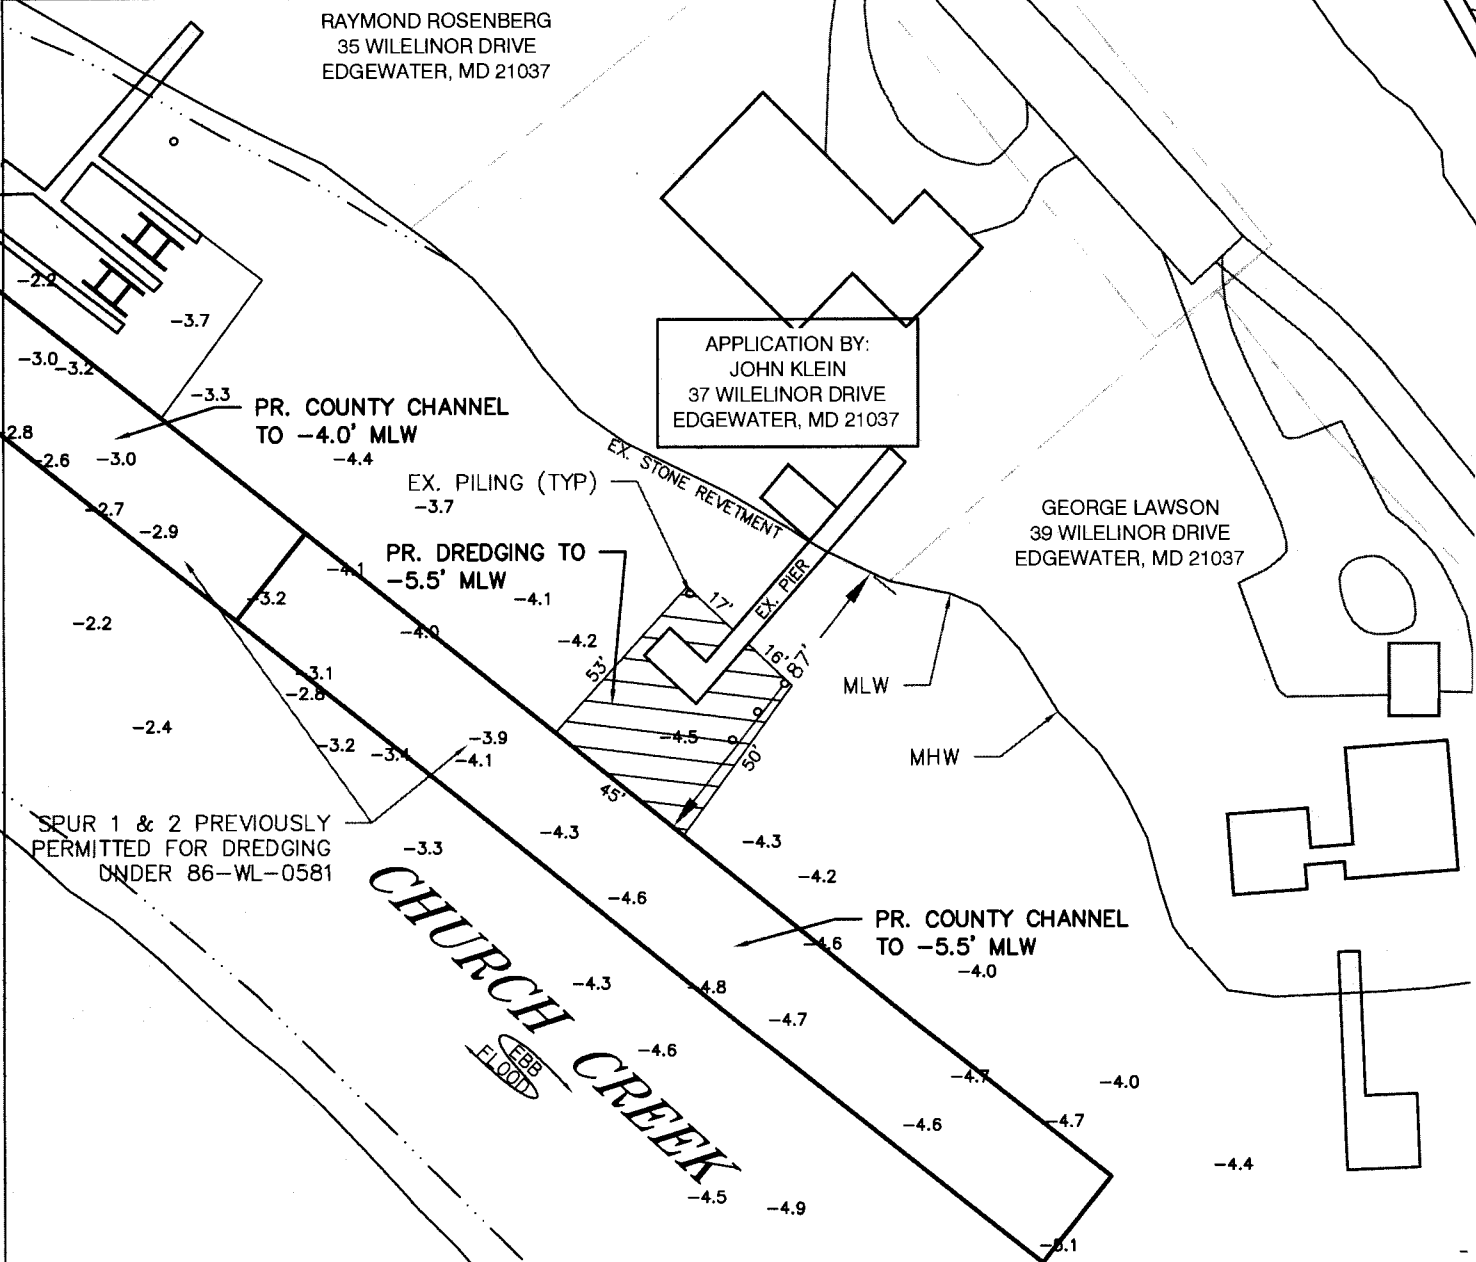 RAYMOND ROSENBERG
35 WILELINOR DRIVE
EDGEWATER, MD 21037
-2.2
-3.7
-3.0
-3.2
-3.3
APPLICATION BY:
JOHN KLEIN
37 WILELINOR DRIVE
EDGEWATER, MD 21037
PR. COUNTY CHANNEL
TO -4.0' MLW
-2.8
-2.6
-3.0
-4.4
EX. STONE REVETMENT
EX. PILING (TYP)
-3.7
-2.7
-2.9
GEORGE LAWSON
39 WILELINOR DRIVE
EDGEWATER, MD 21037
PR. DREDGING TO
-5.5' MLW
-4.1
-3.2
-4.1
17'
EX. PIER
-2.2
-4.0
-4.2
16'
87'
53'
-3.1
-2.8
MLW
-2.4
-3.2
-3.4
-3.9
-4.1
-4.5
50'
MHW
45'
SPUR 1 & 2 PREVIOUSLY
PERMITTED FOR DREDGING
UNDER 86-WL-0581
-3.3
-4.3
-4.3
-4.2
-4.6
PR. COUNTY CHANNEL
TO -5.5' MLW
-4.6
-4.0
CHURCH CREEK
-4.3
-4.8
-4.7
EBB
FLOOD
-4.6
-4.7
-4.0
-4.6
-4.7
-4.4
-4.5
-4.9
-5.1